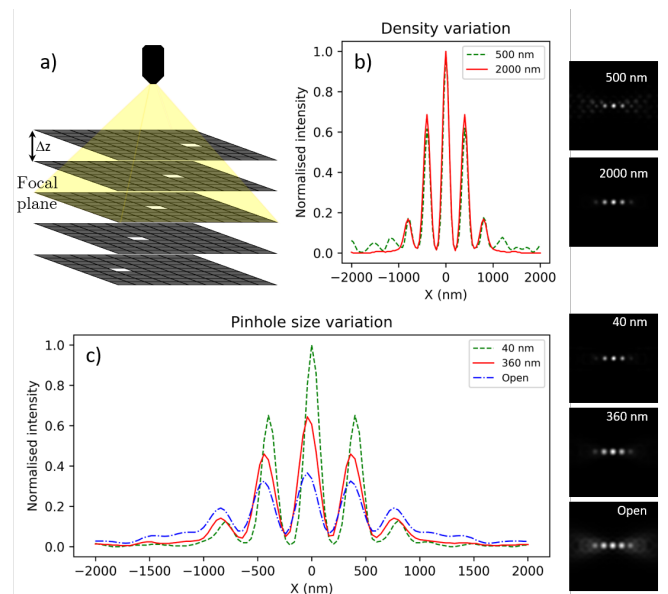 a)
Δz
Focal
plane
Density variation
b)
500 nm
2000 nm
Normalised intensity
1.0
0.8
0.6
0.4
0.2
0.0
−2000 −1000 0 1000 2000
X (nm)
500 nm
2000 nm
Pinhole size variation
c)
40 nm
360 nm
Open
Normalised intensity
1.0
0.8
0.6
0.4
0.2
0.0
−2000 −1500 −1000 −500 0 500 1000 1500 2000
X (nm)
40 nm
360 nm
Open